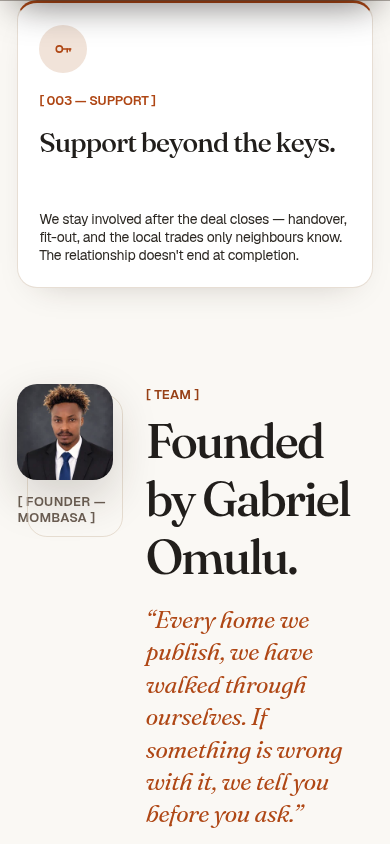 [ 003 — SUPPORT ]
Support beyond the keys.
We stay involved after the deal closes — handover,
fit-out, and the local trades only neighbours know.
The relationship doesn't end at completion.
[ FOUNDER —
MOMBASA ]
[ TEAM ]
Founded
by Gabriel
Omulu.
“Every home we
publish, we have
walked through
ourselves. If
something is wrong
with it, we tell you
before you ask.”